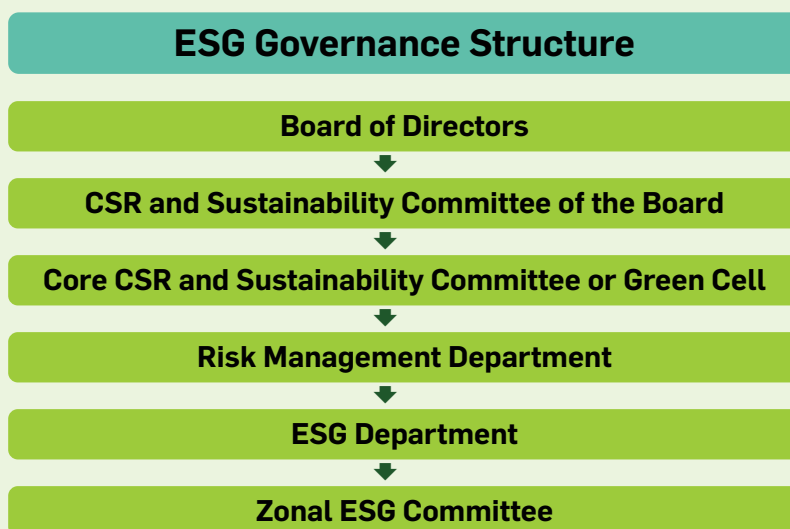 ESG Governance Structure
Board of Directors
CSR and Sustainability Committee of the Board
Core CSR and Sustainability Committee or Green Cell
Risk Management Department
ESG Department
Zonal ESG Committee